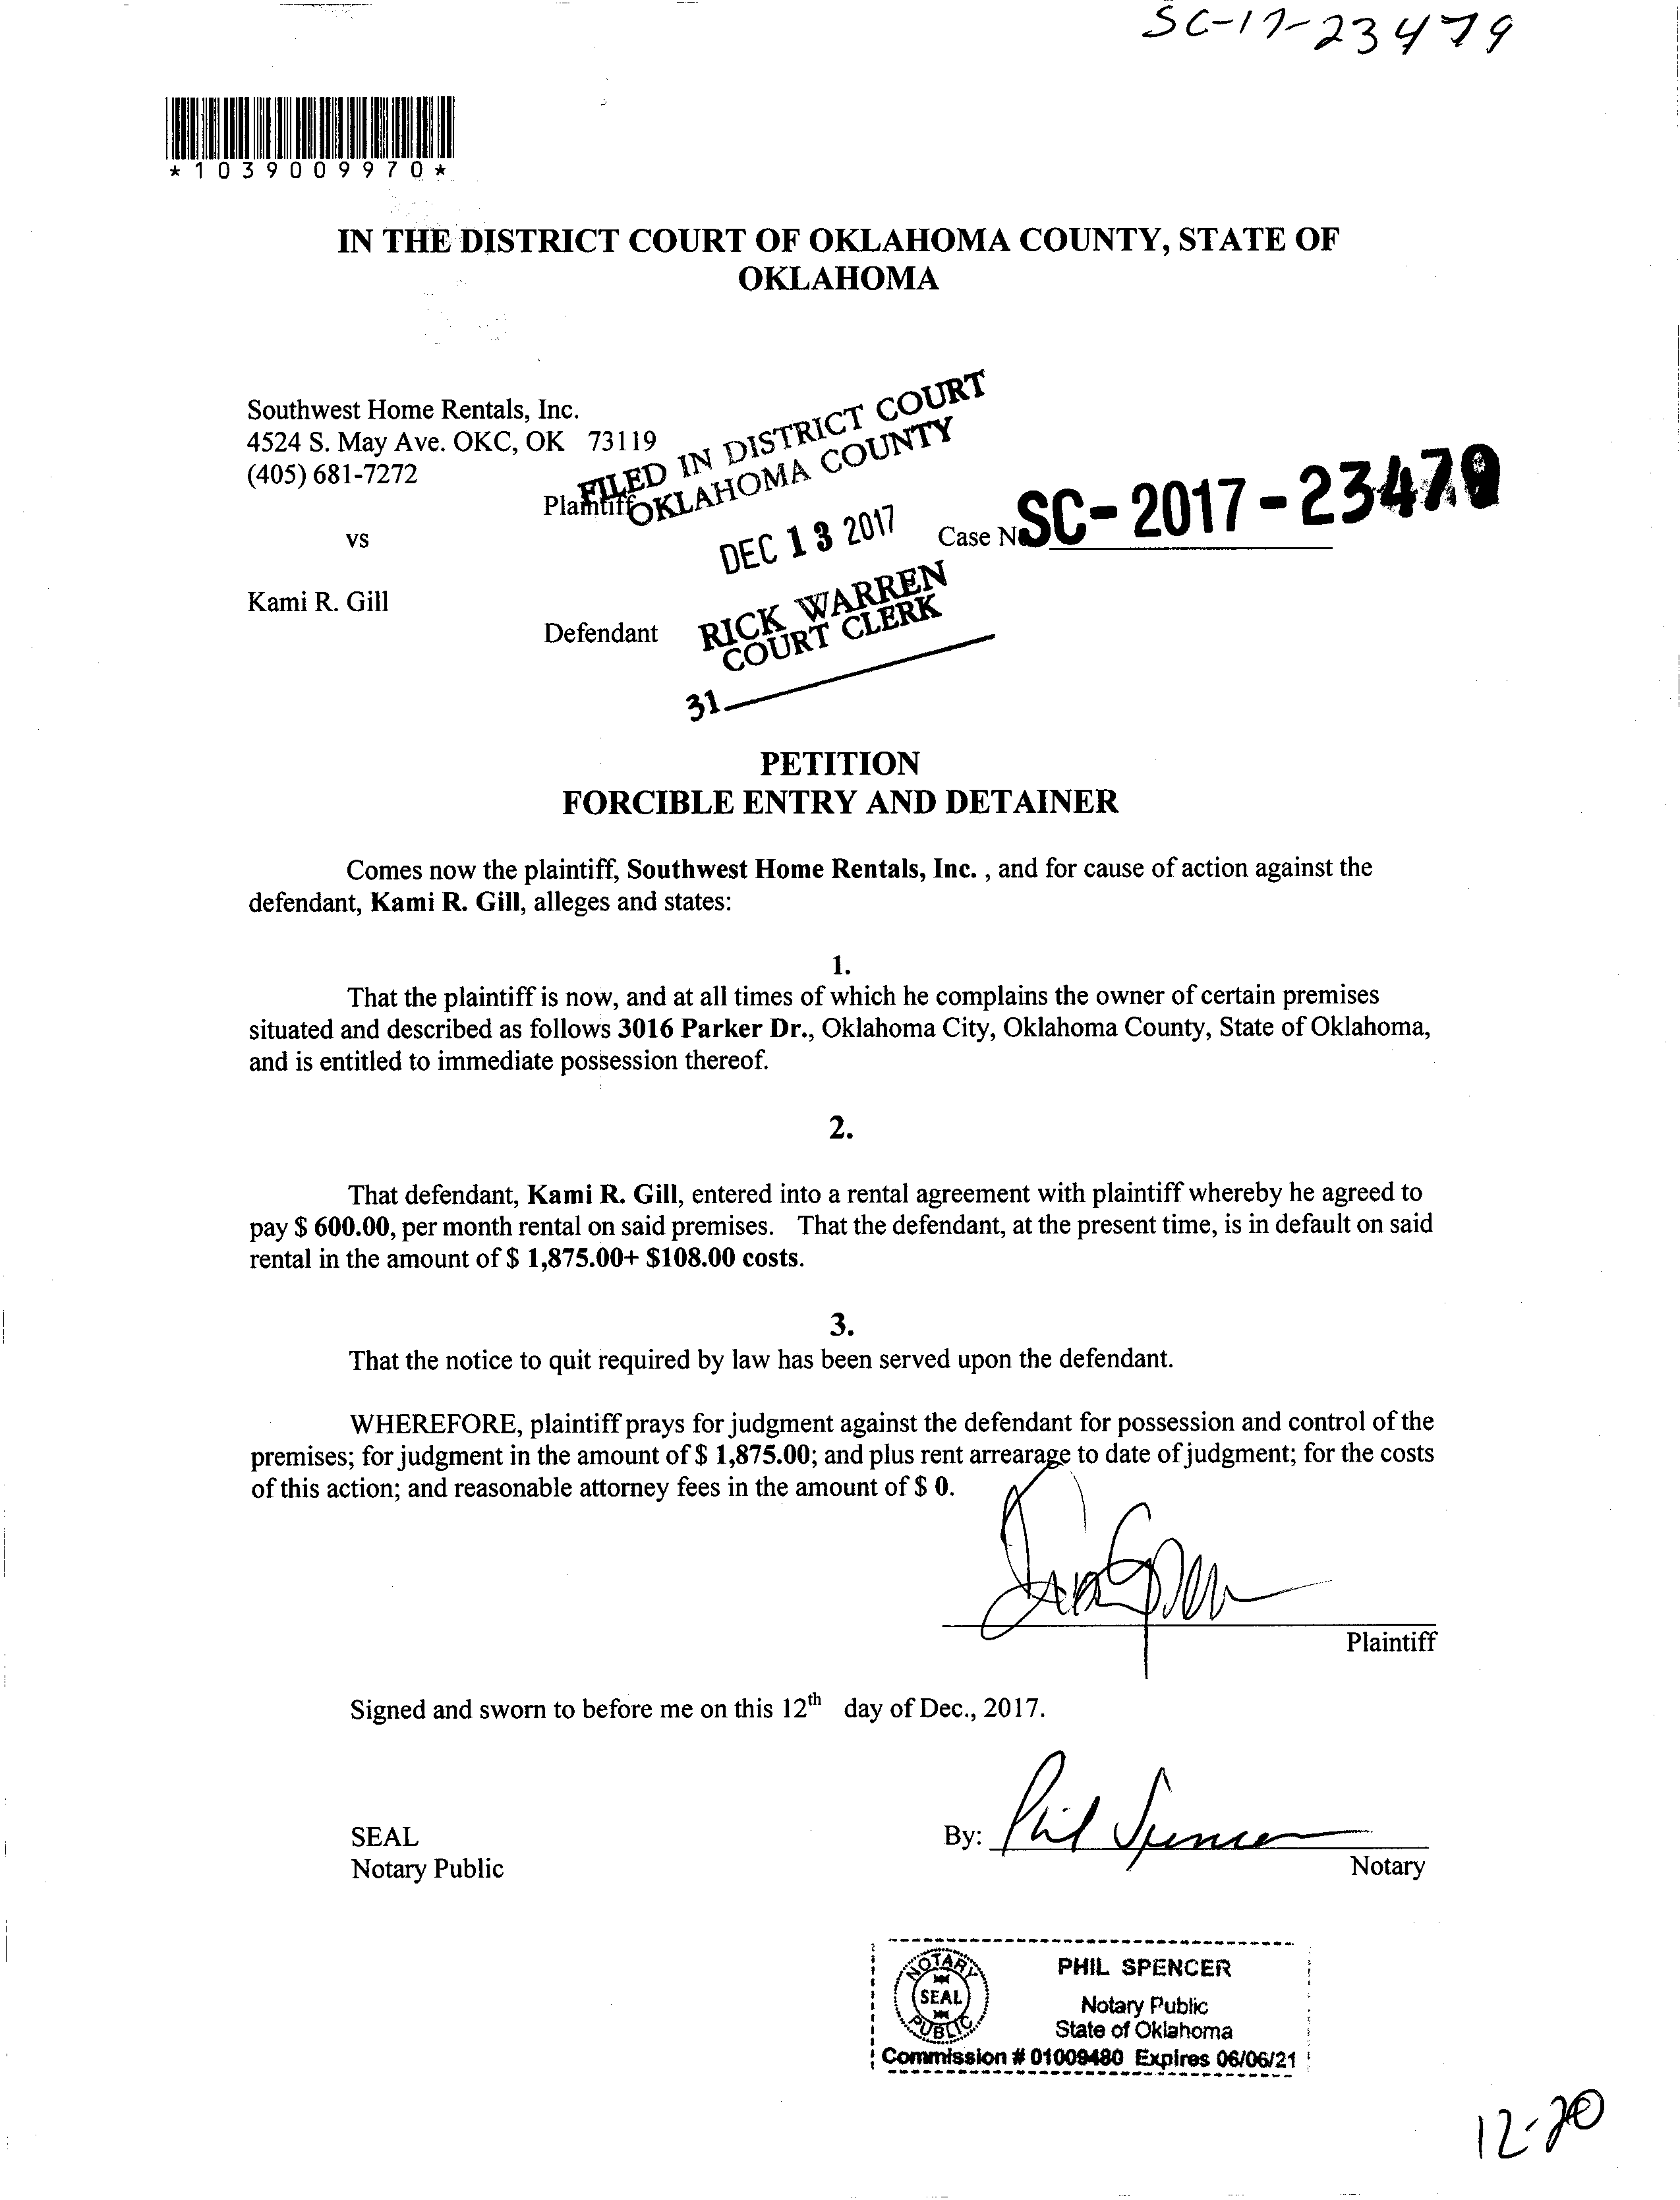 SC-17-23479
*1039009970*
IN THE DISTRICT COURT OF OKLAHOMA COUNTY, STATE OF
OKLAHOMA
Southwest Home Rentals, Inc.
4524 S. May Ave. OKC, OK 73119
(405) 681-7272
Plaintiff
FILED IN DISTRICT COURT
OKLAHOMA COUNTY
DEC 13 2017
RICK WARREN
COURT CLERK
31
vs
Case No SC-2017-23479
Kami R. Gill
Defendant
PETITION
FORCIBLE ENTRY AND DETAINER
Comes now the plaintiff, Southwest Home Rentals, Inc. , and for cause of action against the
defendant, Kami R. Gill, alleges and states:
1.
That the plaintiff is now, and at all times of which he complains the owner of certain premises
situated and described as follows 3016 Parker Dr., Oklahoma City, Oklahoma County, State of Oklahoma,
and is entitled to immediate possession thereof.
2.
That defendant, Kami R. Gill, entered into a rental agreement with plaintiff whereby he agreed to
pay $ 600.00, per month rental on said premises. That the defendant, at the present time, is in default on said
rental in the amount of $ 1,875.00+ $108.00 costs.
3.
That the notice to quit required by law has been served upon the defendant.
WHEREFORE, plaintiff prays for judgment against the defendant for possession and control of the
premises; for judgment in the amount of $ 1,875.00; and plus rent arrearage to date of judgment; for the costs
of this action; and reasonable attorney fees in the amount of $ 0.
Plaintiff
Signed and sworn to before me on this 12th day of Dec., 2017.
SEAL
Notary Public
By: Phil Spencer
Notary
NOTARY
SEAL
PUBLIC
PHIL SPENCER
Notary Public
State of Oklahoma
Commission # 01009480 Expires 06/06/21
12-20